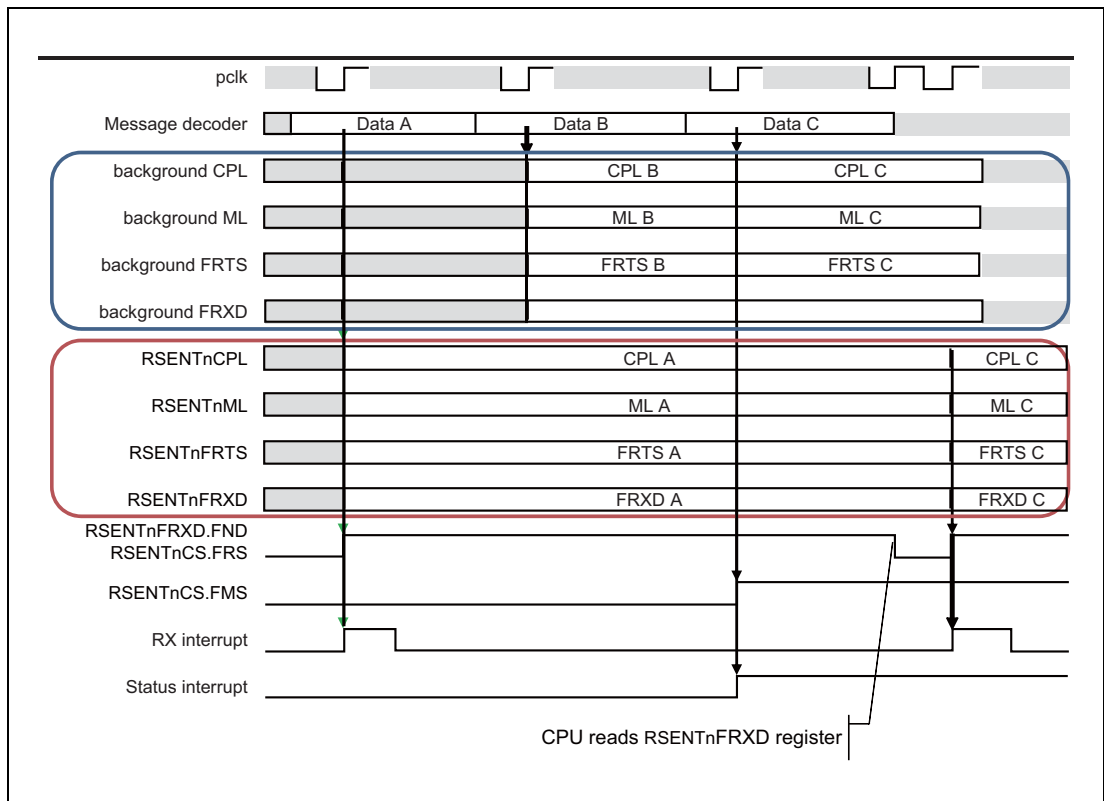 pclk
Message decoder Data A Data B Data C
background CPL CPL B CPL C
background ML ML B ML C
background FRTS FRTS B FRTS C
background FRXD
RSENTnCPL CPL A CPL C
RSENTnML ML A ML C
RSENTnFRTS FRTS A FRTS C
RSENTnFRXD FRXD A FRXD C
RSENTnFRXD.FND
RSENTnCS.FRS
RSENTnCS.FMS
RX interrupt
Status interrupt
CPU reads RSENTnFRXD register